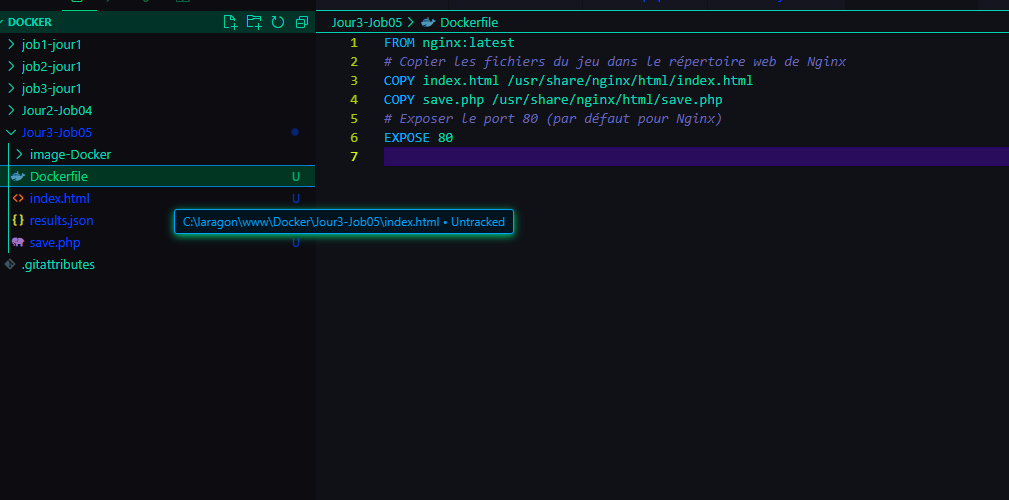 DOCKER
job1-jour1
job2-jour1
job3-jour1
Jour2-Job04
Jour3-Job05
image-Docker
Dockerfile U
index.html U
results.json
save.php U
.gitattributes
C:\laragon\www\Docker\Jour3-Job05\index.html • Untracked
Jour3-Job05 > Dockerfile
1 FROM nginx:latest
2 # Copier les fichiers du jeu dans le répertoire web de Nginx
3 COPY index.html /usr/share/nginx/html/index.html
4 COPY save.php /usr/share/nginx/html/save.php
5 # Exposer le port 80 (par défaut pour Nginx)
6 EXPOSE 80
7